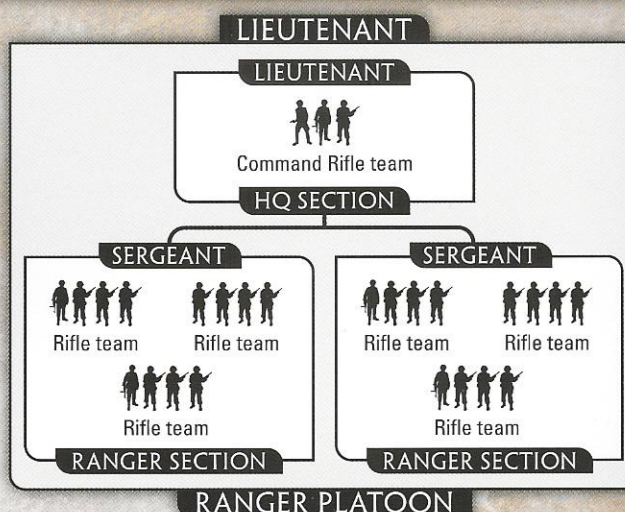 LIEUTENANT
LIEUTENANT
Command Rifle team
HQ SECTION
SERGEANT
Rifle team
Rifle team
Rifle team
RANGER SECTION
SERGEANT
Rifle team
Rifle team
Rifle team
RANGER SECTION
RANGER PLATOON